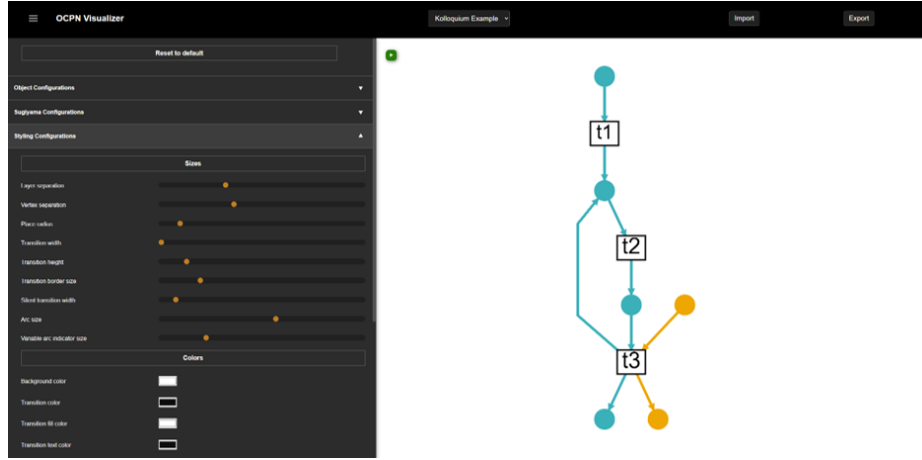 OCPN Visualizer
Kolloquium Example
Import
Export
Reset to default
Object Configurations
Sugiyama Configurations
Styling Configurations
Sizes
Layer separation
Vertex separation
Place radius
Transition width
Transition height
Transition border size
Silent transition width
Arc size
Variable arc indicator size
Colors
Background color
Transition color
Transition fill color
Transition text color
t1
t2
t3